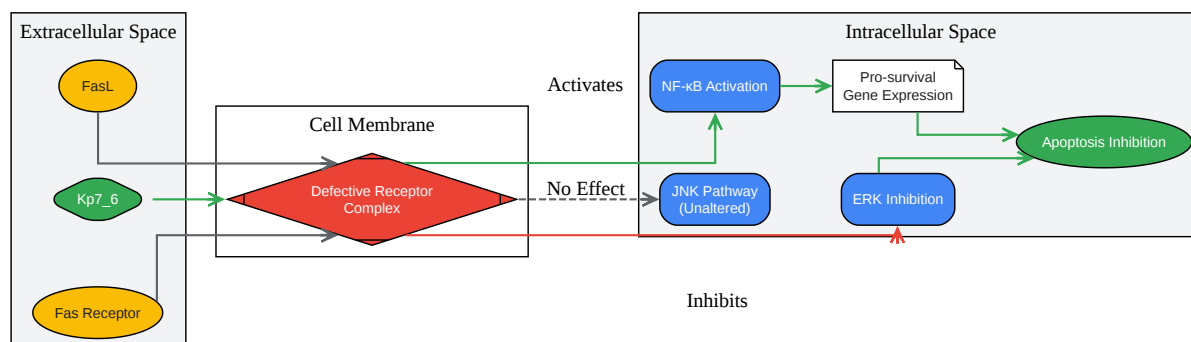 Extracellular Space
FasL
Kp7_6
Fas Receptor
Cell Membrane
Defective Receptor
Complex
Activates
No Effect
Inhibits
Intracellular Space
NF-κB Activation
Pro-survival
Gene Expression
JNK Pathway
(Unaltered)
ERK Inhibition
Apoptosis Inhibition